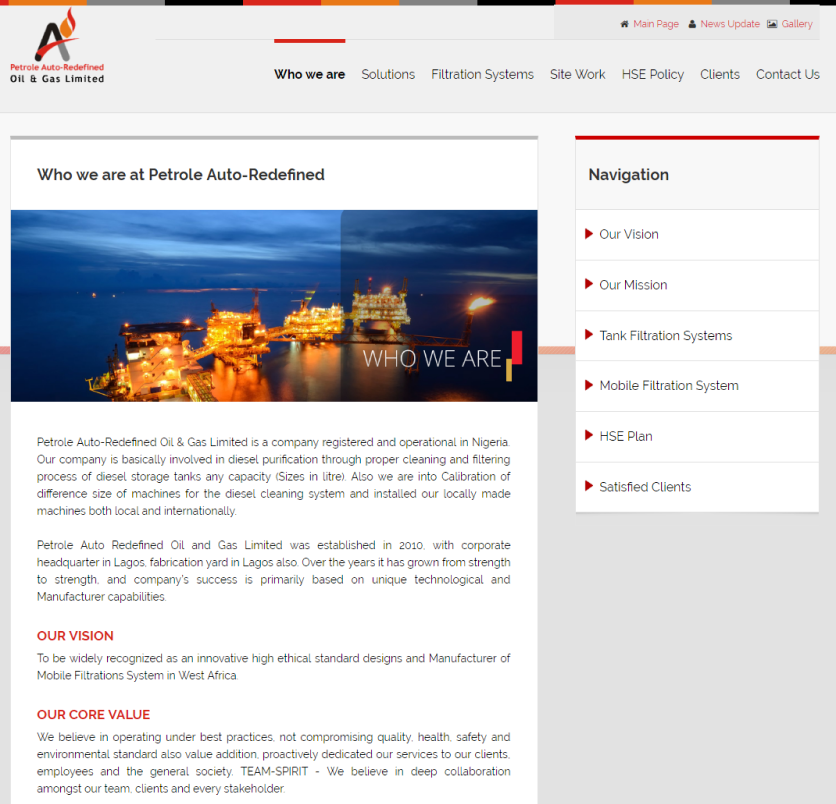 Main Page News Update Gallery
Petrole Auto-Redefined
Oil & Gas Limited
Who we are Solutions Filtration Systems Site Work HSE Policy Clients Contact Us
Who we are at Petrole Auto-Redefined
WHO WE ARE
Petrole Auto-Redefined Oil & Gas Limited is a company registered and operational in Nigeria.
Our company is basically involved in diesel purification through proper cleaning and filtering
process of diesel storage tanks any capacity (Sizes in litre). Also we are into Calibration of
difference size of machines for the diesel cleaning system and installed our locally made
machines both local and internationally.
Petrole Auto Redefined Oil and Gas Limited was established in 2010, with corporate
headquarter in Lagos, fabrication yard in Lagos also. Over the years it has grown from strength
to strength, and company's success is primarily based on unique technological and
Manufacturer capabilities.
OUR VISION
To be widely recognized as an innovative high ethical standard designs and Manufacturer of
Mobile Filtrations System in West Africa.
OUR CORE VALUE
We believe in operating under best practices, not compromising quality, health, safety and
environmental standard also value addition, proactively dedicated our services to our clients,
employees and the general society. TEAM-SPIRIT - We believe in deep collaboration
amongst our team, clients and every stakeholder.
Navigation
Our Vision
Our Mission
Tank Filtration Systems
Mobile Filtration System
HSE Plan
Satisfied Clients